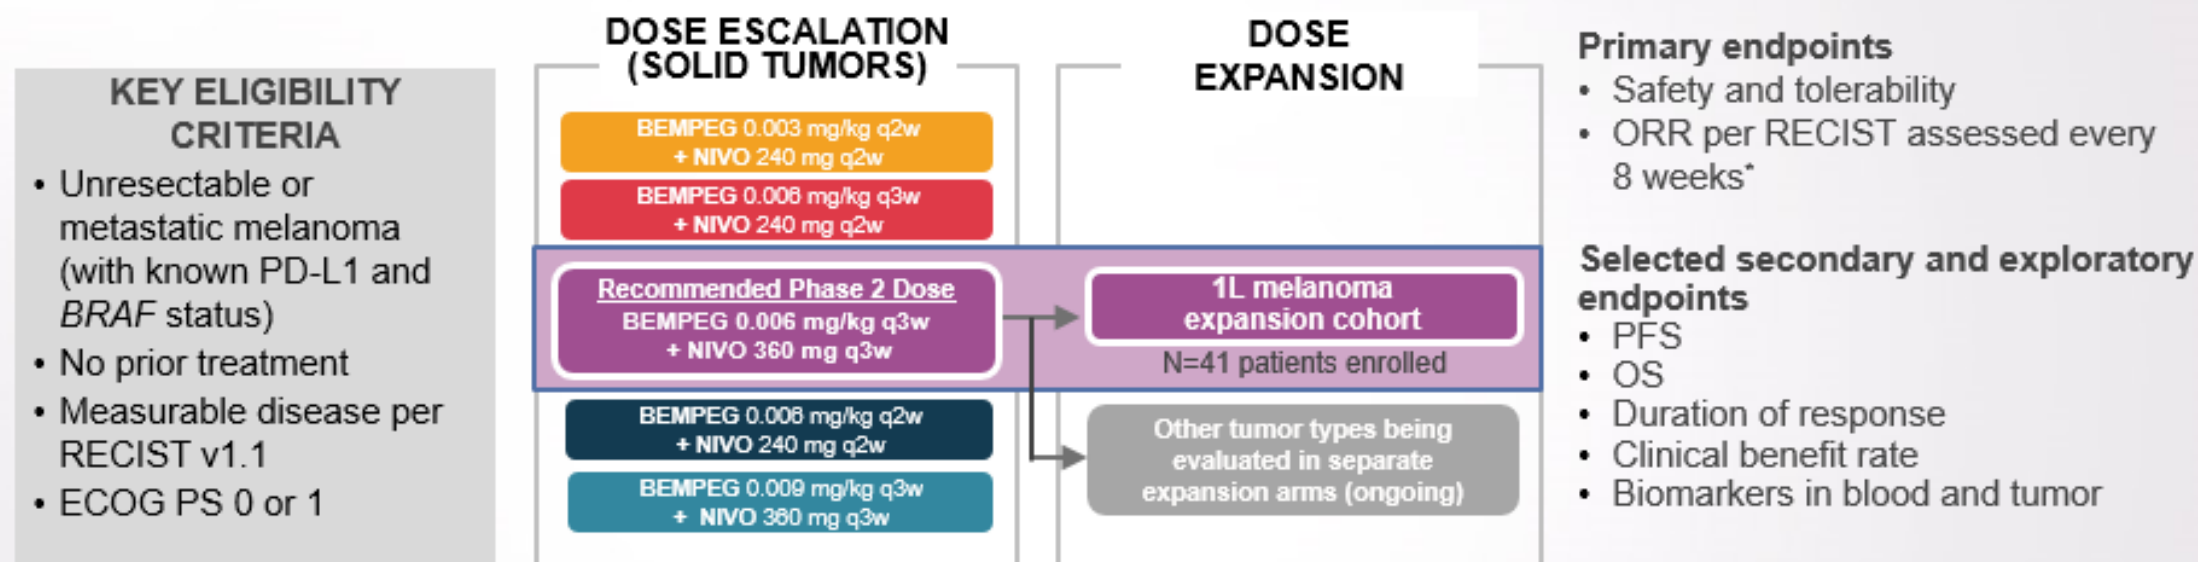 KEY ELIGIBILITY
CRITERIA
• Unresectable or
metastatic melanoma
(with known PD-L1 and
BRAF status)
• No prior treatment
• Measurable disease per
RECIST v1.1
• ECOG PS 0 or 1
DOSE ESCALATION
(SOLID TUMORS)
BEMPEG 0.003 mg/kg q2w
+ NIVO 240 mg q2w
BEMPEG 0.006 mg/kg q3w
+ NIVO 240 mg q2w
Recommended Phase 2 Dose
BEMPEG 0.006 mg/kg q3w
+ NIVO 360 mg q3w
BEMPEG 0.006 mg/kg q2w
+ NIVO 240 mg q2w
BEMPEG 0.009 mg/kg q3w
+ NIVO 360 mg q3w
DOSE
EXPANSION
1L melanoma
expansion cohort
N=41 patients enrolled
Other tumor types being
evaluated in separate
expansion arms (ongoing)
Primary endpoints
• Safety and tolerability
• ORR per RECIST assessed every
8 weeks*
Selected secondary and exploratory
endpoints
• PFS
• OS
• Duration of response
• Clinical benefit rate
• Biomarkers in blood and tumor